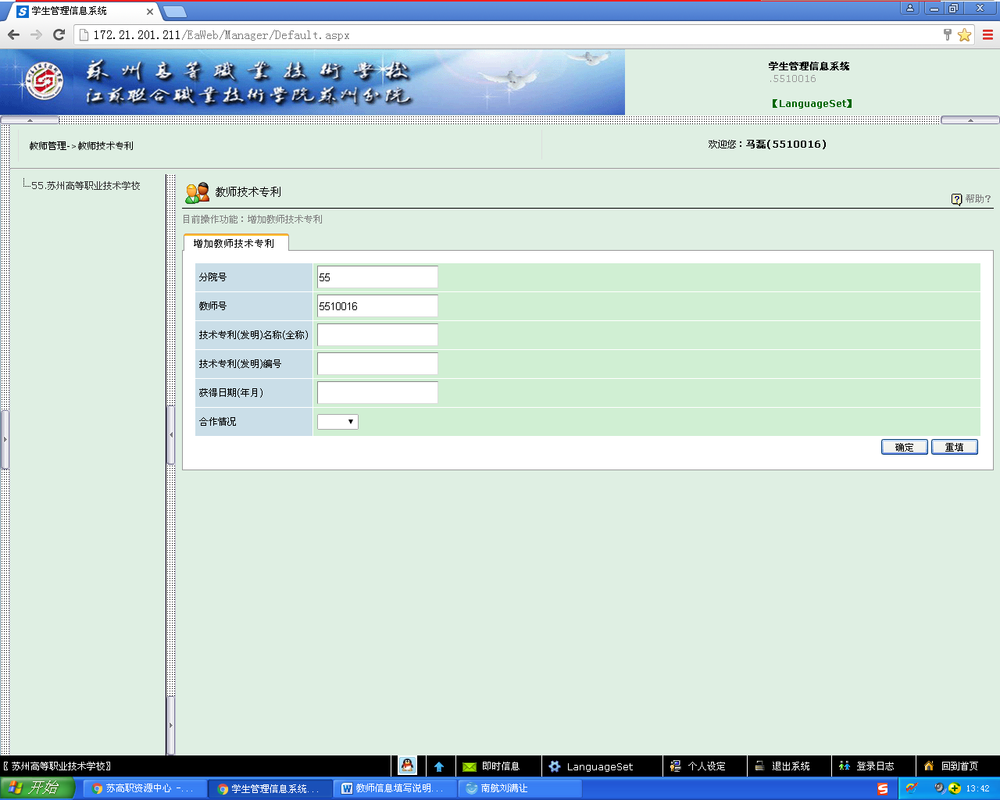 学生管理信息系统
172.21.201.211/EaWeb/Manager/Default.aspx
苏州高等職業技術学校
江苏聯合職業技術学院苏州分院
学生管理信息系统
.5510016
【LanguageSet】
教师管理->教师技术专利
欢迎您：马磊(5510016)
55.苏州高等职业技术学校
教师技术专利
帮助?
目前操作功能：增加教师技术专利
增加教师技术专利
分院号 55
教师号 5510016
技术专利(发明)名称(全称)
技术专利(发明)编号
获得日期(年月)
合作情况
确定 重填
〖苏州高等职业技术学校〗 即时信息 LanguageSet 个人设定 退出系统 登录日志 回到首页
开始 苏高职资源中心 -... 学生管理信息系统... 教师信息填写说明... 南航刘满让 13:42